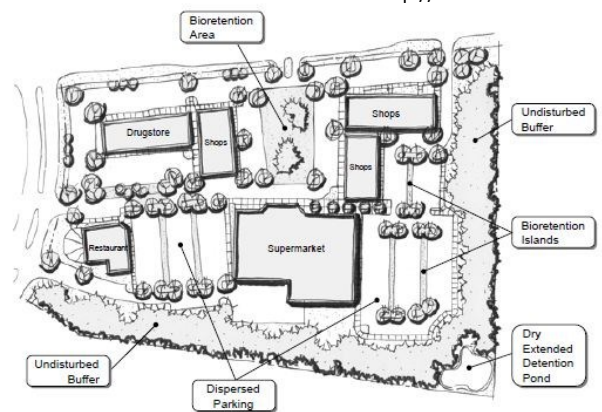 Bioretention
Area
Shops
Undisturbed
Buffer
Drugstore
Shops
Shops
Bioretention
Islands
Restaurant
Supermarket
Dry
Extended
Detention
Pond
Undisturbed
Buffer
Dispersed
Parking